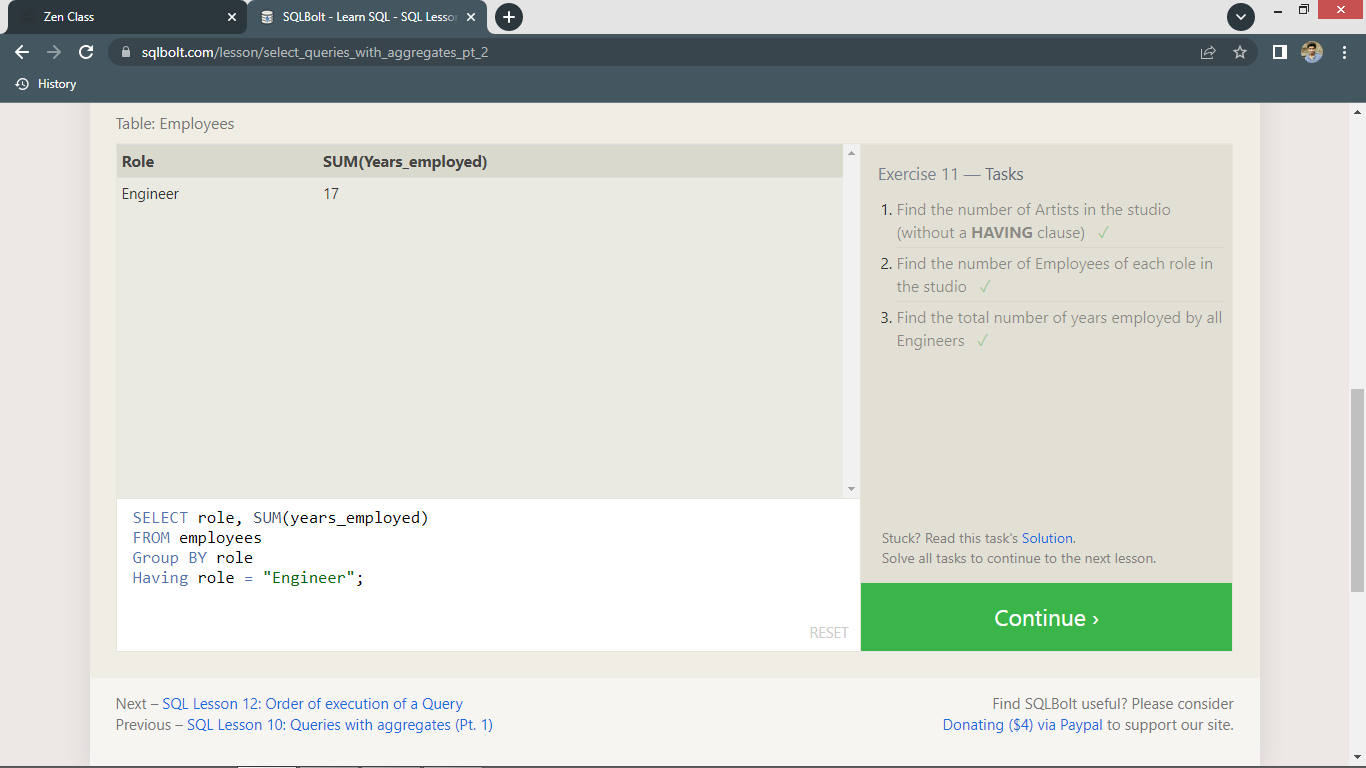 Zen Class
SQLBolt - Learn SQL - SQL Lesson
sqlbolt.com/lesson/select_queries_with_aggregates_pt_2
History
Table: Employees
Role SUM(Years_employed)
Engineer 17
Exercise 11 — Tasks
1. Find the number of Artists in the studio
(without a HAVING clause) ✓
2. Find the number of Employees of each role in
the studio ✓
3. Find the total number of years employed by all
Engineers ✓
Stuck? Read this task's Solution.
Solve all tasks to continue to the next lesson.
Continue ›
SELECT role, SUM(years_employed)
FROM employees
Group BY role
Having role = "Engineer";
RESET
Next – SQL Lesson 12: Order of execution of a Query
Previous – SQL Lesson 10: Queries with aggregates (Pt. 1)
Find SQLBolt useful? Please consider
Donating ($4) via Paypal to support our site.